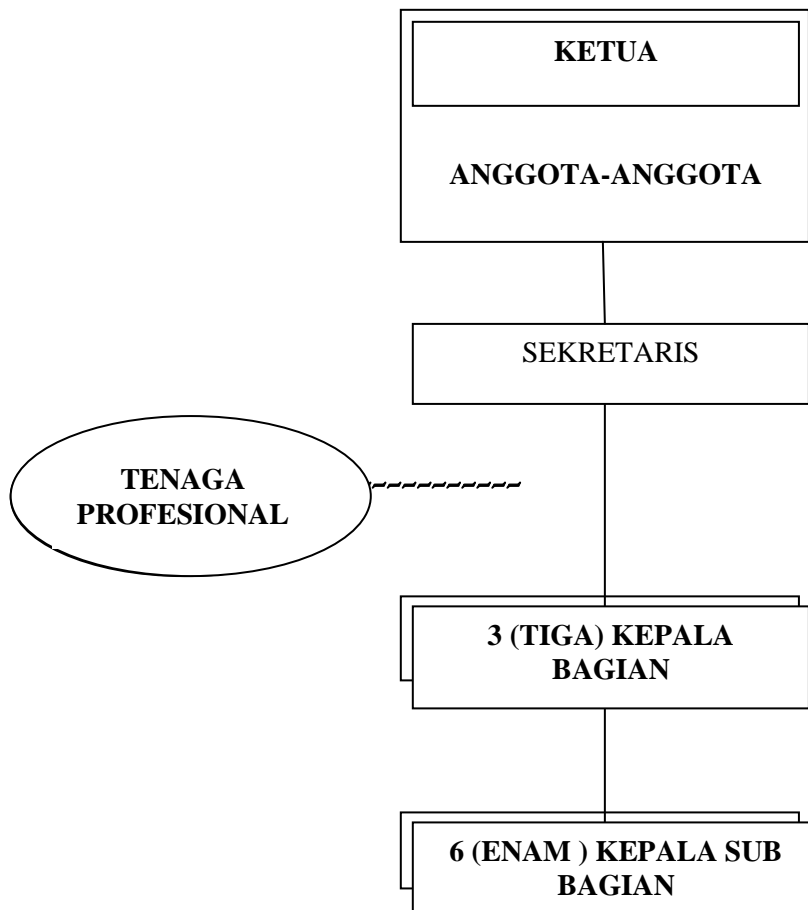 KETUA
ANGGOTA-ANGGOTA
SEKRETARIS
TENAGA
PROFESIONAL
3 (TIGA) KEPALA
BAGIAN
6 (ENAM ) KEPALA SUB
BAGIAN